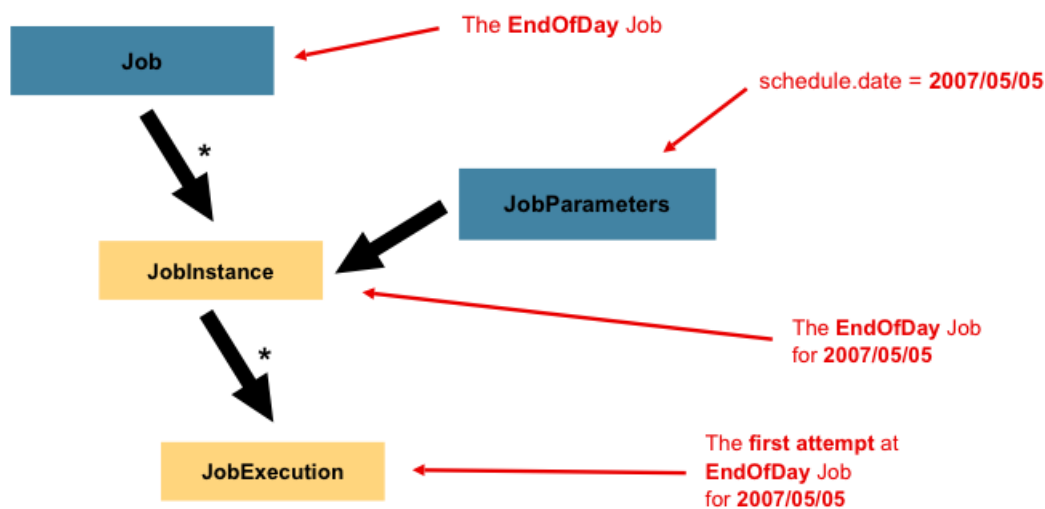 The EndOfDay Job
Job
schedule.date = 2007/05/05
*
JobParameters
JobInstance
The EndOfDay Job
for 2007/05/05
*
The first attempt at
EndOfDay Job
for 2007/05/05
JobExecution